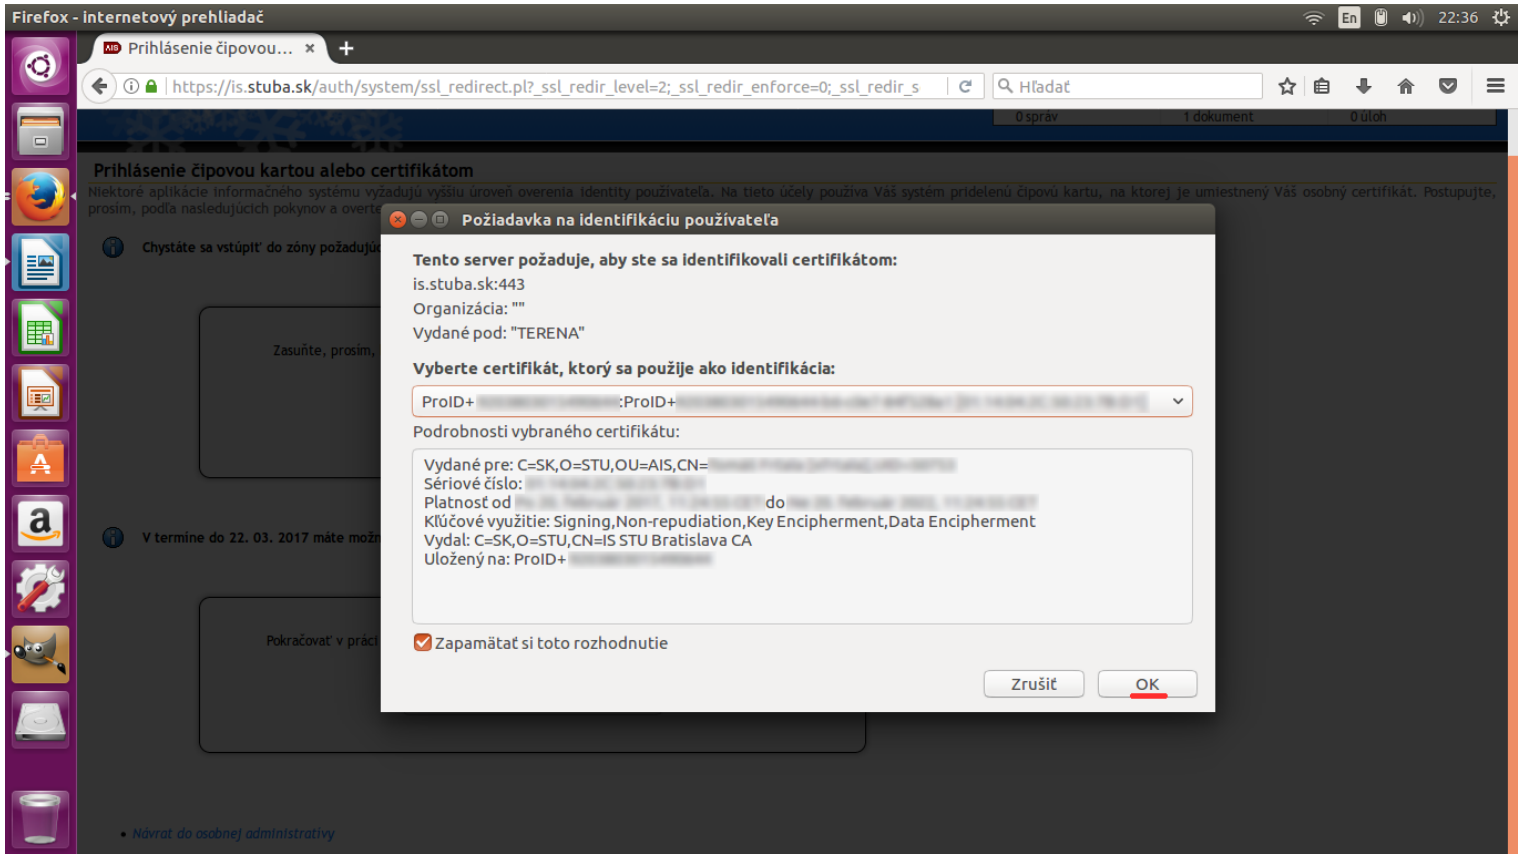 Firefox - internetový prehliadač
En
22:36
AIS Prihlásenie čipovou... × +
https://is.stuba.sk/auth/system/ssl_redirect.pl?_ssl_redir_level=2;_ssl_redir_enforce=0;_ssl_redir_s
Hľadať
0 správ 1 dokument 0 úloh
Prihlásenie čipovou kartou alebo certifikátom
Niektoré aplikácie informačného systému vyžadujú vyššiu úroveň overenia identity používateľa. Na tieto účely používa Váš systém pridelenú čipovú kartu, na ktorej je umiestnený Váš osobný certifikát. Postupujte,
prosím, podľa nasledujúcich pokynov a overte
Požiadavka na identifikáciu používateľa
Chystáte sa vstúpiť do zóny požadujúc
Tento server požaduje, aby ste sa identifikovali certifikátom:
is.stuba.sk:443
Organizácia: ""
Vydané pod: "TERENA"
Zasuňte, prosím,
Vyberte certifikát, ktorý sa použije ako identifikácia:
ProID+ :ProID+
Podrobnosti vybraného certifikátu:
Vydané pre: C=SK,O=STU,OU=AIS,CN=
Sériové číslo:
Platnosť od do
Kľúčové využitie: Signing,Non-repudiation,Key Encipherment,Data Encipherment
Vydal: C=SK,O=STU,CN=IS STU Bratislava CA
Uložený na: ProID+
V termíne do 22. 03. 2017 máte možn
Pokračovať v práci
Zapamätať si toto rozhodnutie
Zrušiť OK
• Návrat do osobnej administratívy